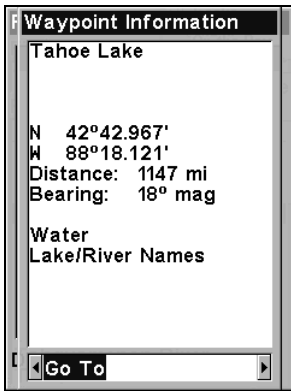 Waypoint Information
Tahoe Lake
N 42º42.967'
W 88º18.121'
Distance: 1147 mi
Bearing: 18º mag
Water
Lake/River Names
Go To